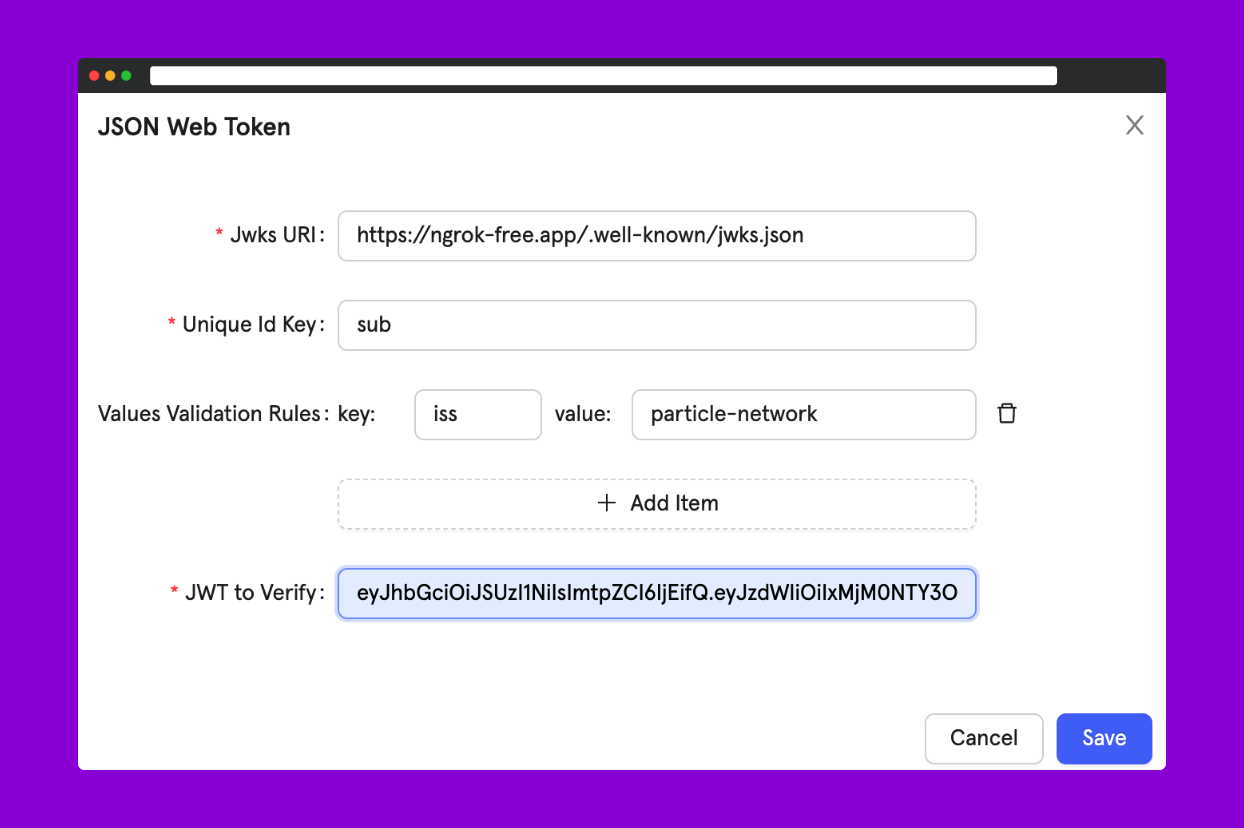 JSON Web Token
* Jwks URI: https://ngrok-free.app/.well-known/jwks.json
* Unique Id Key: sub
Values Validation Rules: key: iss value: particle-network
+ Add Item
* JWT to Verify: eyJhbGciOiJSUzI1NiIsImtpZCI6IjEifQ.eyJzdWIiOiIxMjM0NTY3O
Cancel Save